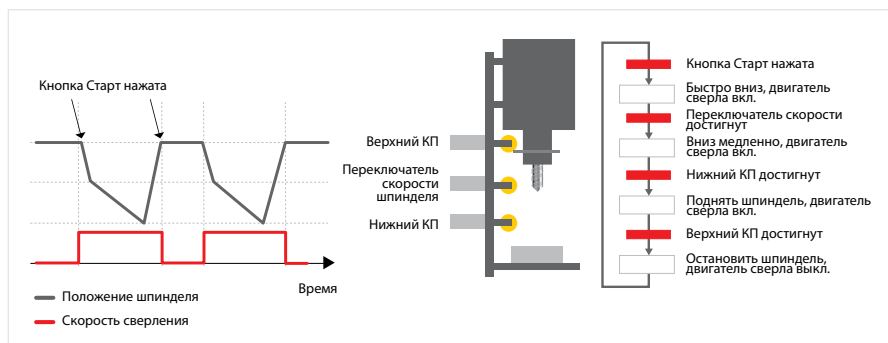 Кнопка Старт нажата
Время
Положение шпинделя
Скорость сверления
Верхний КП
Переключатель
скорости
шпинделя
Нижний КП
Кнопка Старт нажата
Быстро вниз, двигатель
сверла вкл.
Переключатель скорости
достигнут
Вниз медленно, двигатель
сверла вкл.
Нижний КП достигнут
Поднять шпиндель, двигатель
сверла вкл.
Верхний КП достигнут
Остановить шпиндель,
двигатель сверла выкл.